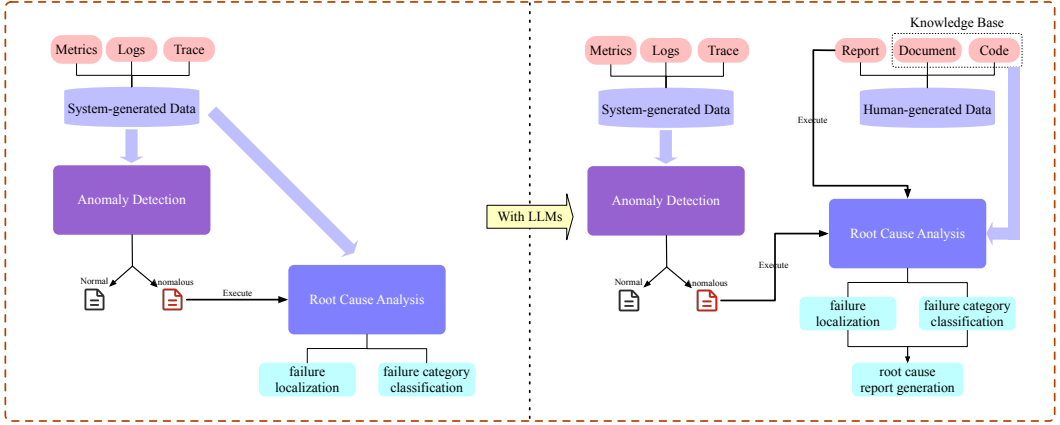 Metrics
Logs
Trace
System-generated Data
Anomaly Detection
Normal
nomalous
Execute
Root Cause Analysis
failure
localization
failure category
classification
With LLMs
Metrics
Logs
Trace
System-generated Data
Anomaly Detection
Normal
nomalous
Execute
Knowledge Base
Report
Document
Code
Human-generated Data
Execute
Root Cause Analysis
failure
localization
failure category
classification
root cause
report generation